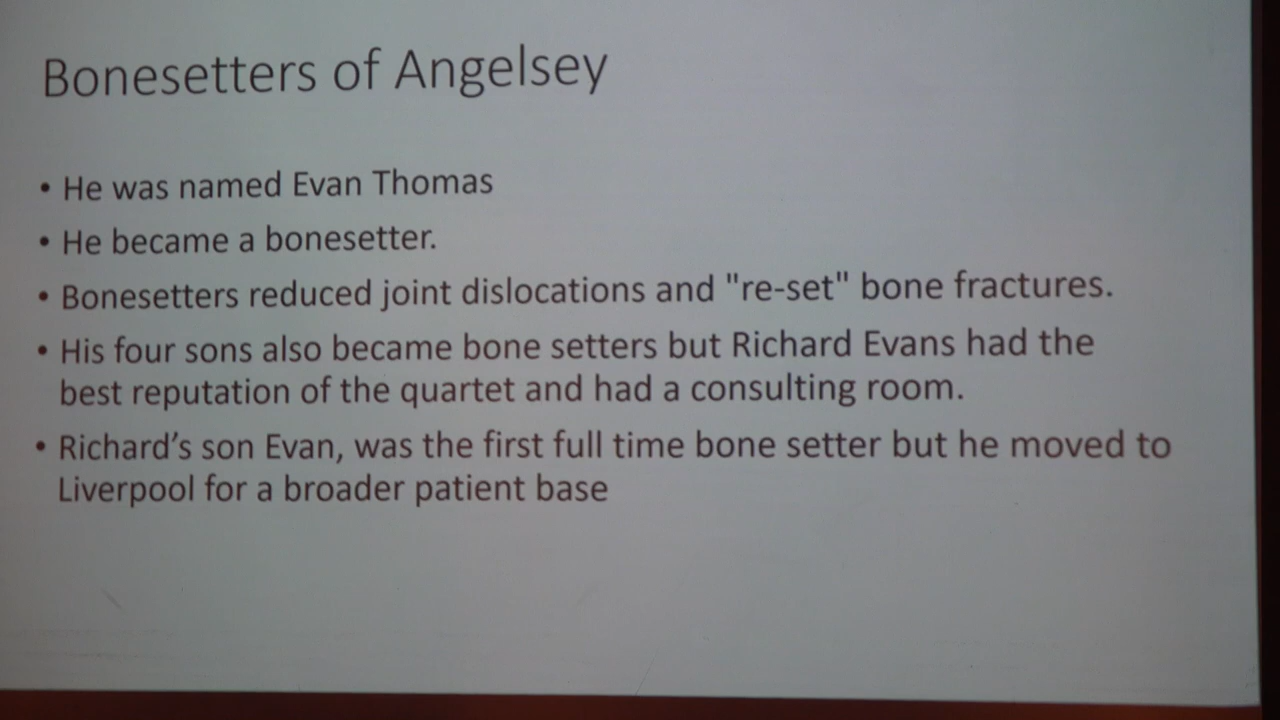 Bonesetters of Angelsey
• He was named Evan Thomas
• He became a bonesetter.
• Bonesetters reduced joint dislocations and "re-set" bone fractures.
• His four sons also became bone setters but Richard Evans had the
best reputation of the quartet and had a consulting room.
• Richard’s son Evan, was the first full time bone setter but he moved to
Liverpool for a broader patient base